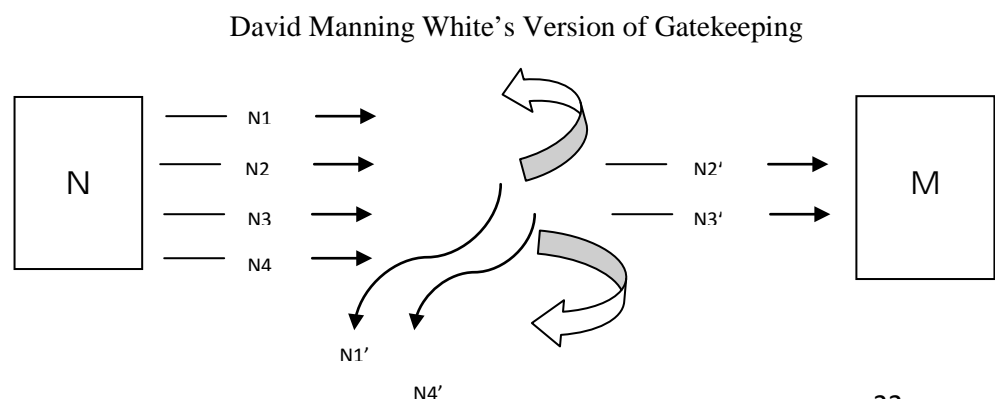 David Manning White’s Version of Gatekeeping
N
N1
N2
N3
N4
N2‘
N3‘
M
N1’
N4’